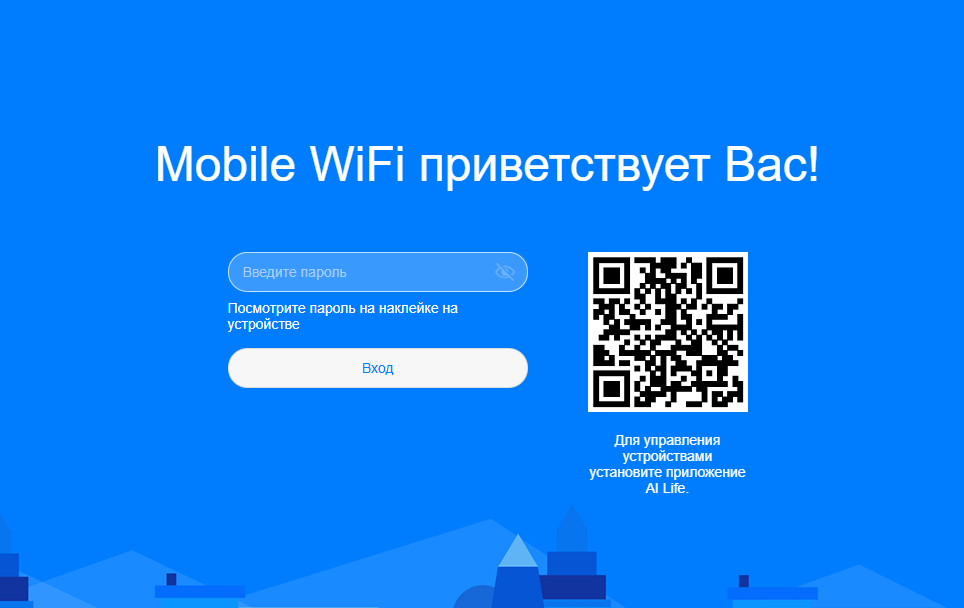 Mobile WiFi приветствует Вас!
Введите пароль
Посмотрите пароль на наклейке на
устройстве
Вход
Для управления
устройствами
установите приложение
AI Life.